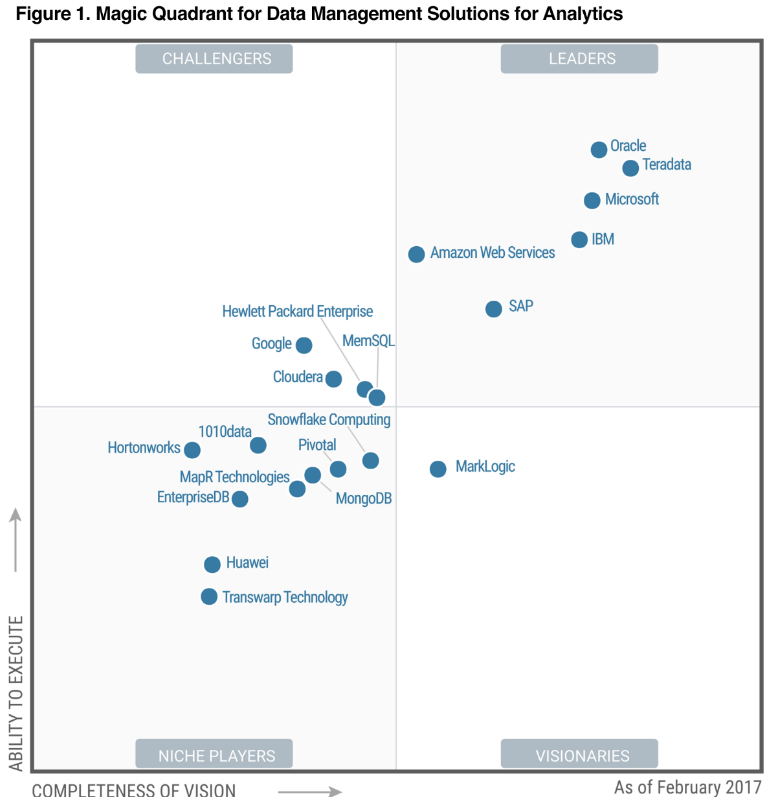 Figure 1. Magic Quadrant for Data Management Solutions for Analytics
CHALLENGERS
LEADERS
Oracle
Teradata
Microsoft
IBM
Amazon Web Services
SAP
Hewlett Packard Enterprise
Google
MemSQL
Cloudera
Snowflake Computing
1010data
Hortonworks
Pivotal
MapR Technologies
EnterpriseDB
MongoDB
MarkLogic
Huawei
Transwarp Technology
ABILITY TO EXECUTE
NICHE PLAYERS
VISIONARIES
COMPLETENESS OF VISION
As of February 2017